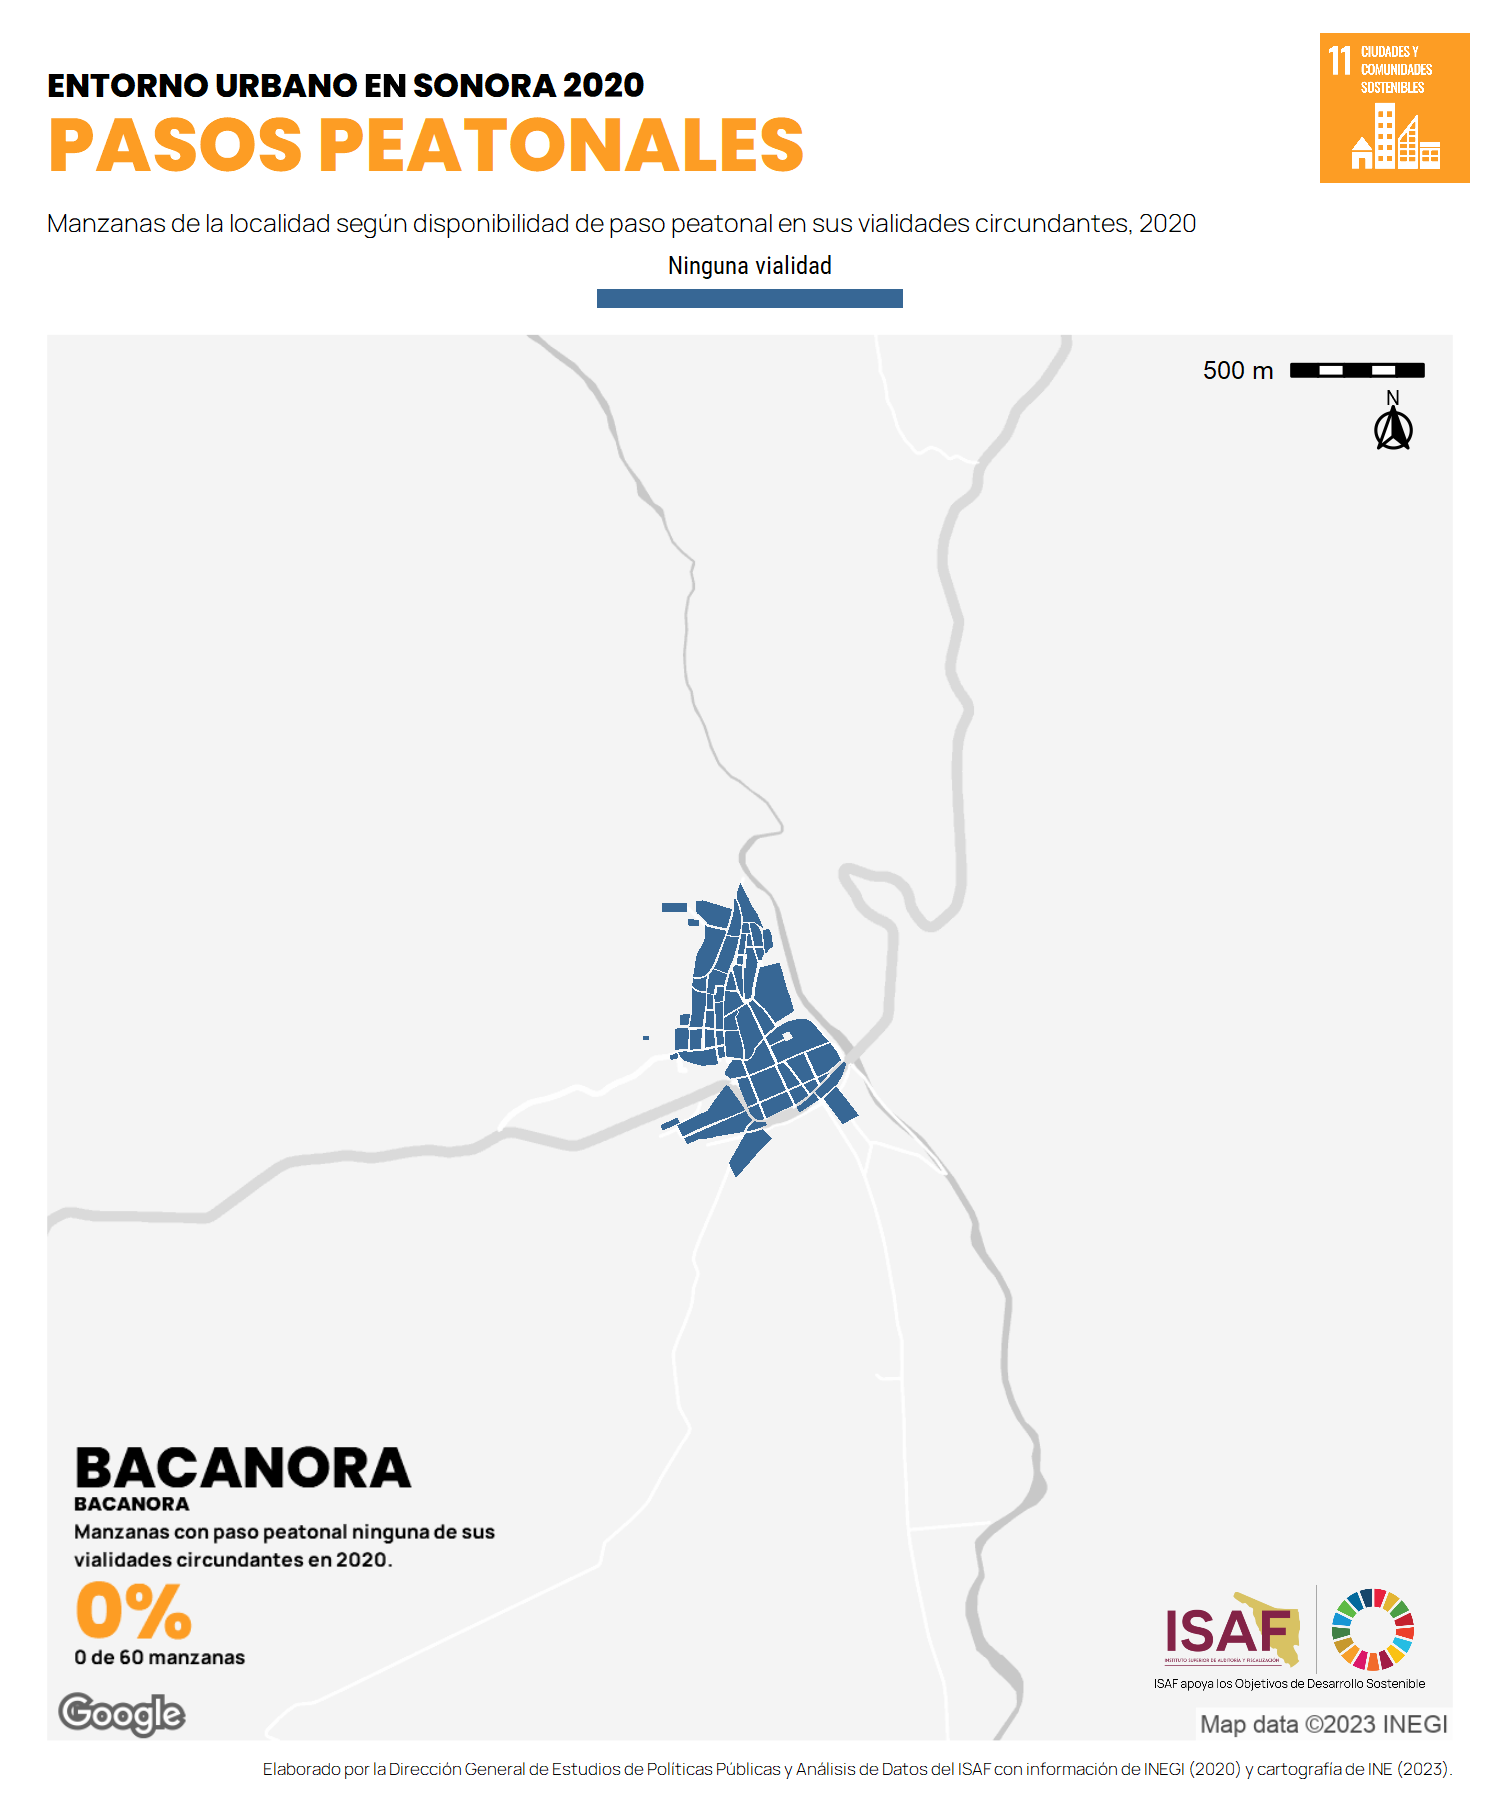 ENTORNO URBANO EN SONORA 2020
PASOS PEATONALES
Manzanas de la localidad según disponibilidad de paso peatonal en sus vialidades circundantes, 2020
Ninguna vialidad
11 CIUDADES Y
COMUNIDADES
SOSTENIBLES
500 m
N
BACANORA
BACANORA
Manzanas con paso peatonal ninguna de sus
vialidades circundantes en 2020.
0%
0 de 60 manzanas
Google
ISAF
INSTITUTO SUPERIOR DE AUDITORÍA Y FISCALIZACIÓN
ISAF apoya los Objetivos de Desarrollo Sostenible
Map data ©2023 INEGI
Elaborado por la Dirección General de Estudios de Políticas Públicas y Análisis de Datos del ISAF con información de INEGI (2020) y cartografía de INE (2023).